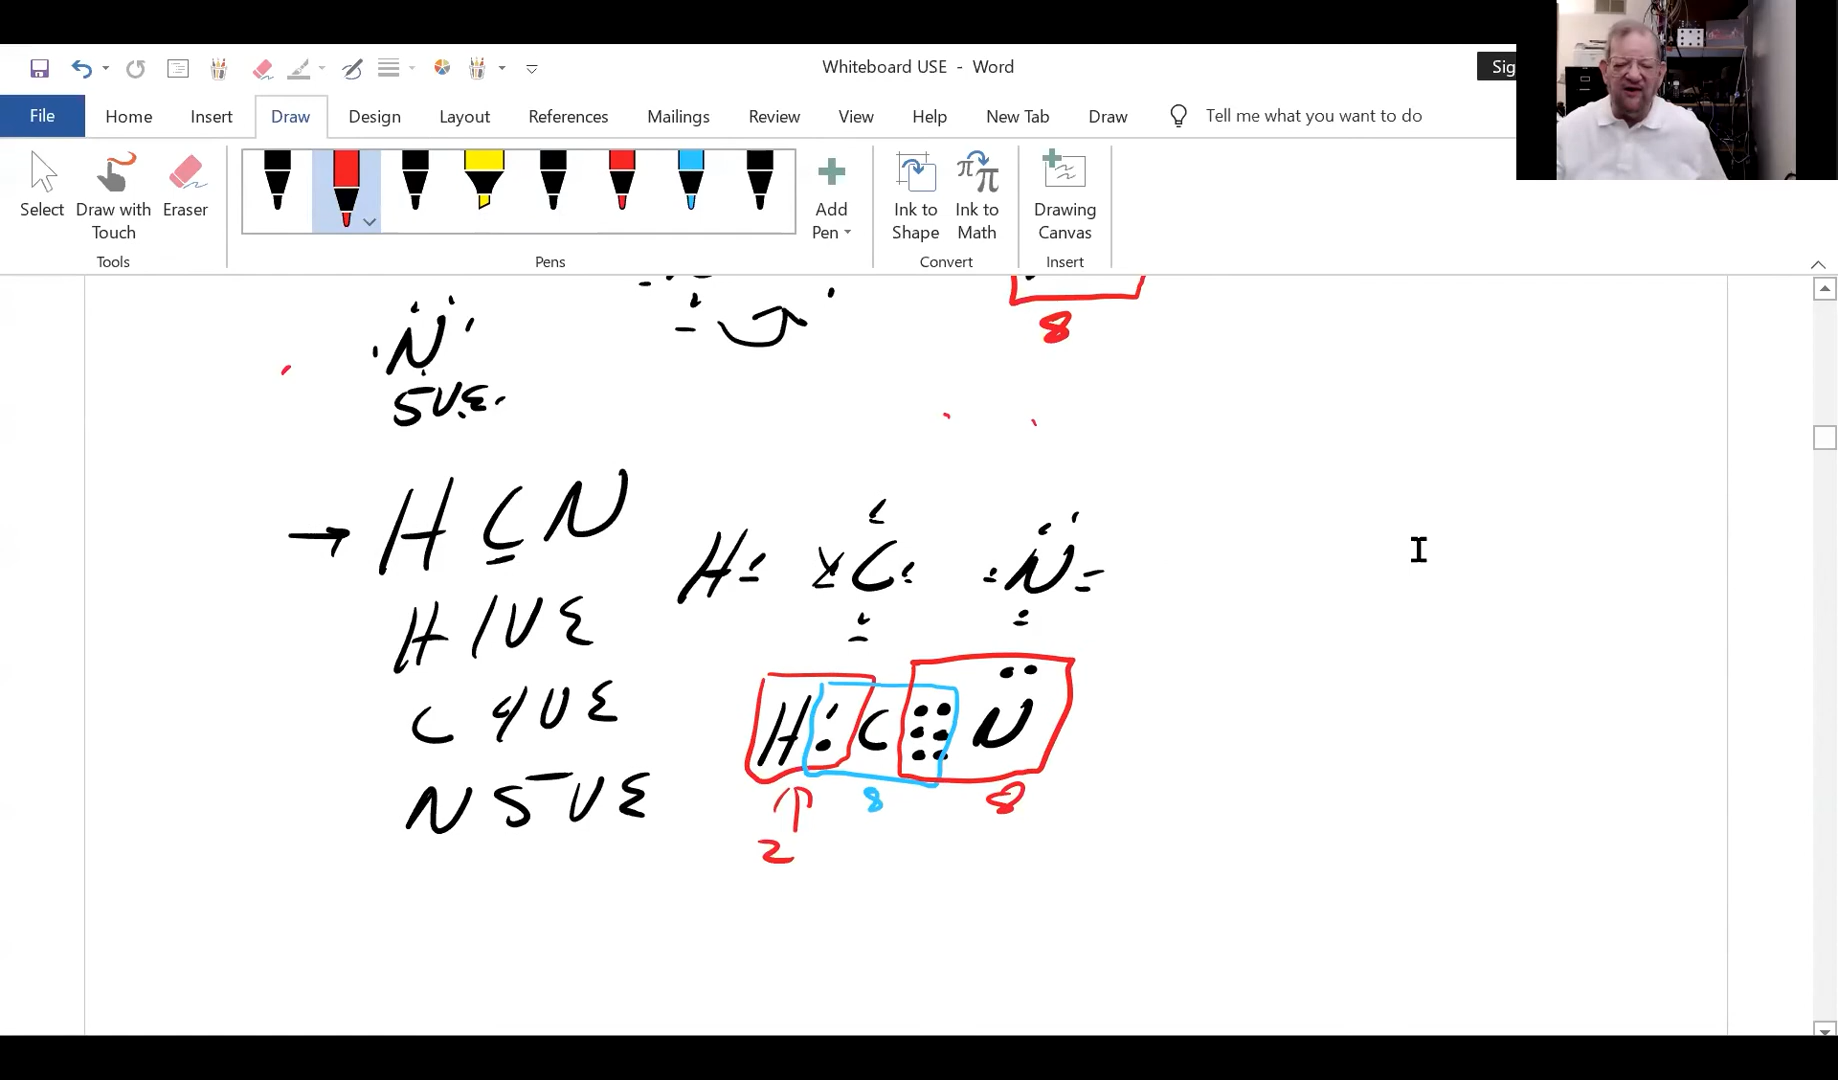 Whiteboard USE - Word
Sig
File Home Insert Draw Design Layout References Mailings Review View Help New Tab Draw Tell me what you want to do
Select
Draw with Touch
Eraser
Add Pen
Ink to Shape
Ink to Math
Drawing Canvas
Tools
Pens
Convert
Insert
N
5VE
8
→ HCN
H 1VE
C 4VE
N 5VE
H C N
H C N
8
8
2